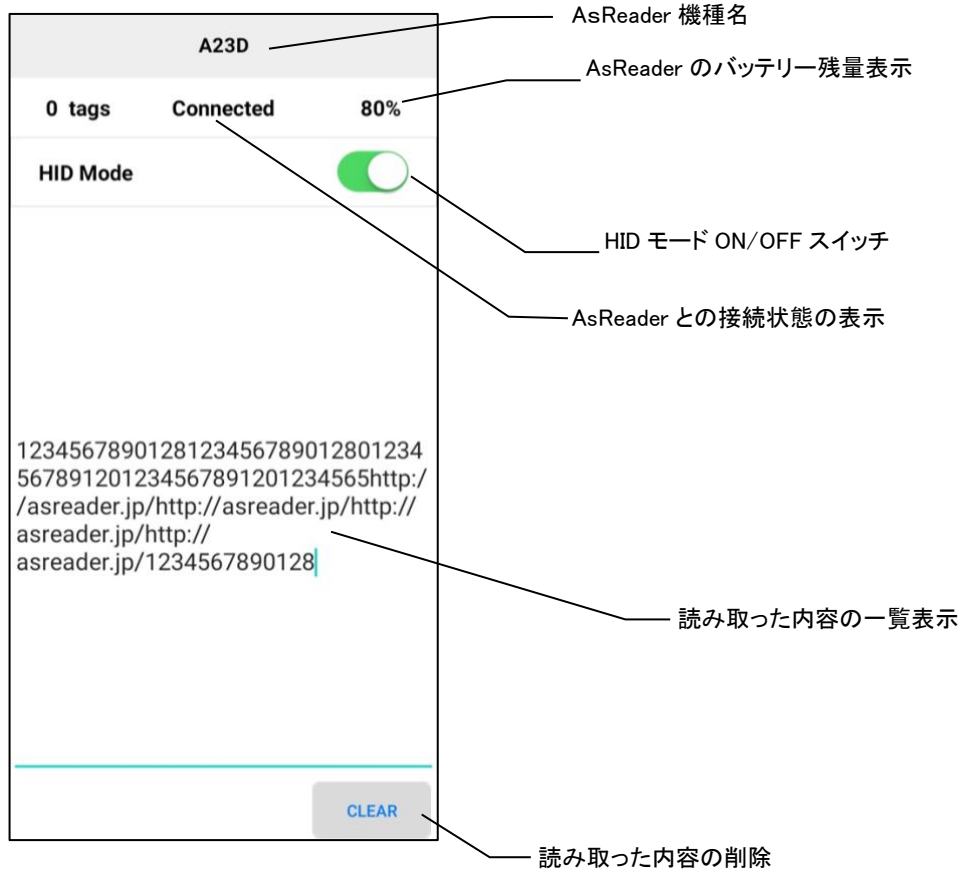 AsReader 機種名
A23D
AsReader のバッテリー残量表示
0 tags Connected 80%
HID Mode
HID モード ON/OFF スイッチ
AsReader との接続状態の表示
1234567890128123456789012801234
567891201234567891201234565http:/
/asreader.jp/http://asreader.jp/http://
asreader.jp/http://
asreader.jp/1234567890128
読み取った内容の一覧表示
CLEAR
読み取った内容の削除